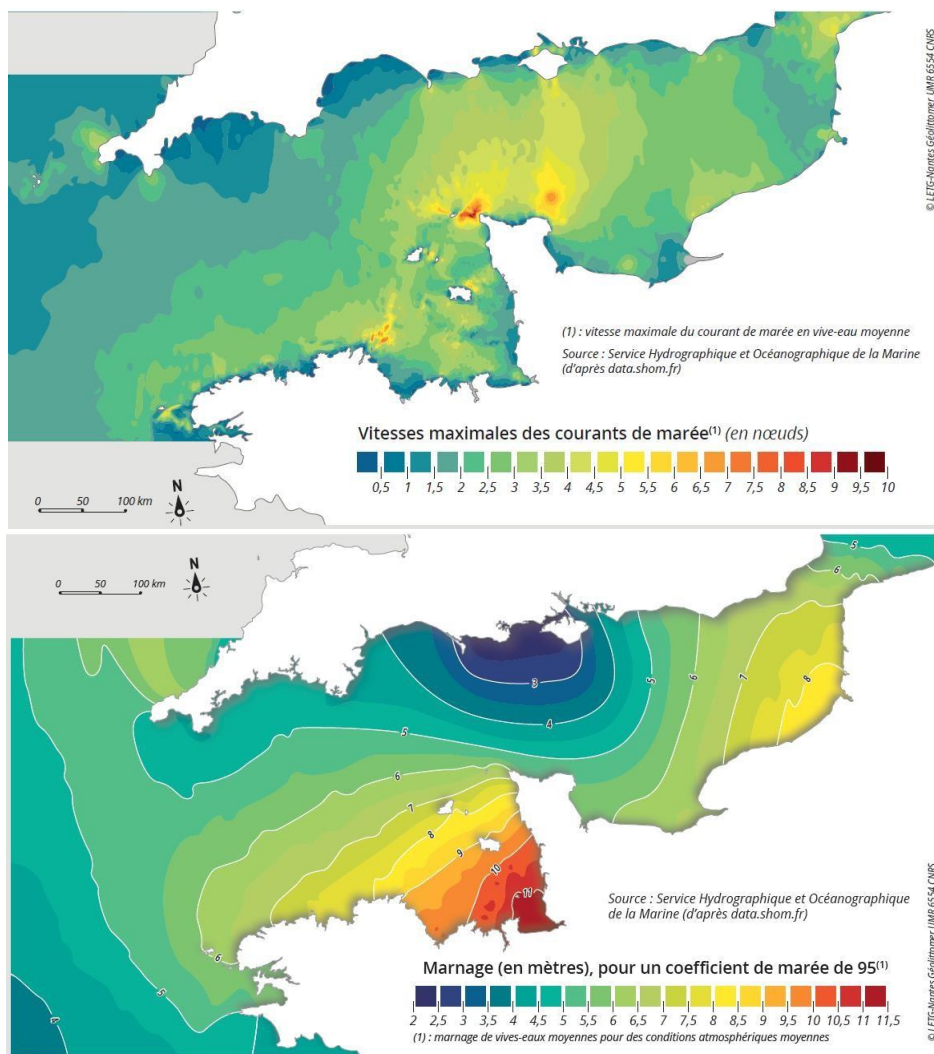 © LETG-Nantes Géolittomer UMR 6554 CNRS
(1) : vitesse maximale du courant de marée en vive-eau moyenne
Source : Service Hydrographique et Océanographique de la Marine
(d'après data.shom.fr)
Vitesses maximales des courants de marée(1) (en nœuds)
0,5 1 1,5 2 2,5 3 3,5 4 4,5 5 5,5 6 6,5 7 7,5 8 8,5 9 9,5 10
N
0 50 100 km
N
0 50 100 km
5
6
3
4
5
6
7
8
5
6
7
8
9
10
11
6
5
4
Source : Service Hydrographique et Océanographique
de la Marine (d'après data.shom.fr)
Marnage (en mètres), pour un coefficient de marée de 95(1)
2 2,5 3 3,5 4 4,5 5 5,5 6 6,5 7 7,5 8 8,5 9 9,5 10 10,5 11 11,5
(1) : marnage de vives-eaux moyennes pour des conditions atmosphériques moyennes
© LETG-Nantes Géolittomer UMR 6554 CNRS